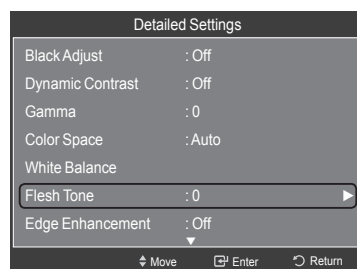 Detailed Settings
Black Adjust : Off
Dynamic Contrast : Off
Gamma : 0
Color Space : Auto
White Balance
Flesh Tone : 0 ►
Edge Enhancement : Off
▼
Move Enter Return